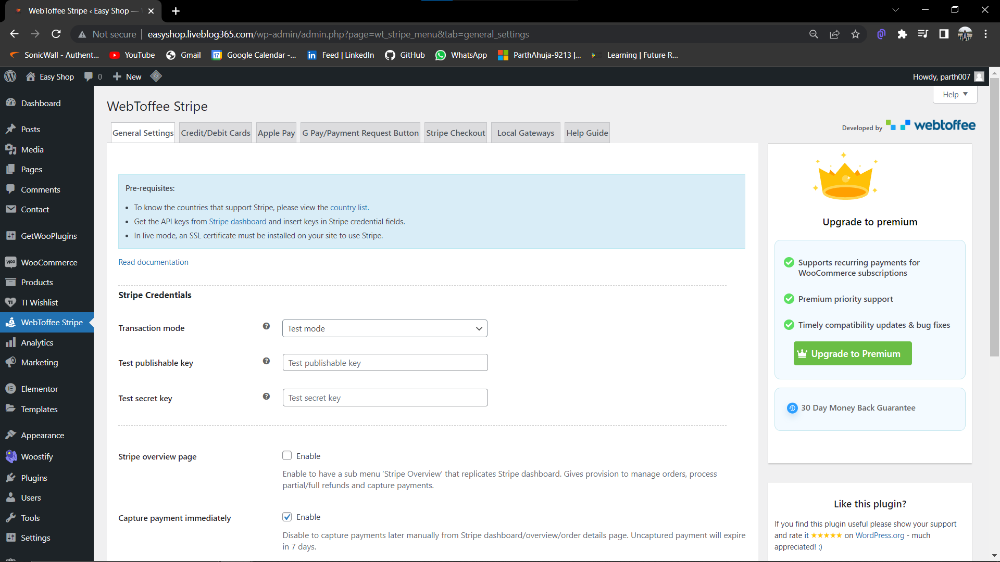 WebToffee Stripe ‹ Easy Shop —
Not secure | easyshop.liveblog365.com/wp-admin/admin.php?page=wt_stripe_menu&tab=general_settings
SonicWall - Authent... YouTube Gmail 17 Google Calendar -... Feed | LinkedIn GitHub WhatsApp ParthAhuja-9213 |... Learning | Future R...
Easy Shop 0 New Howdy, parth007
Help
Dashboard
Posts
Media
Pages
Comments
Contact
GetWooPlugins
WooCommerce
Products
TI Wishlist
WebToffee Stripe
Analytics
Marketing
Elementor
Templates
Appearance
Woostify
Plugins
Users
Tools
Settings
WebToffee Stripe
General Settings Credit/Debit Cards Apple Pay G Pay/Payment Request Button Stripe Checkout Local Gateways Help Guide
Developed by webtoffee
Pre-requisites:
• To know the countries that support Stripe, please view the country list.
• Get the API keys from Stripe dashboard and insert keys in Stripe credential fields.
• In live mode, an SSL certificate must be installed on your site to use Stripe.
Read documentation
Stripe Credentials
Transaction mode ? Test mode
Test publishable key ? Test publishable key
Test secret key ? Test secret key
Stripe overview page Enable
Enable to have a sub menu ‘Stripe Overview’ that replicates Stripe dashboard. Gives provision to manage orders, process
partial/full refunds and capture payments.
Capture payment immediately Enable
Disable to capture payments later manually from Stripe dashboard/overview/order details page. Uncaptured payment will expire
in 7 days.
Upgrade to premium
Supports recurring payments for
WooCommerce subscriptions
Premium priority support
Timely compatibility updates & bug fixes
Upgrade to Premium
30 Day Money Back Guarantee
Like this plugin?
If you find this plugin useful please show your support
and rate it ★★★★★ on WordPress.org - much
appreciated! :)